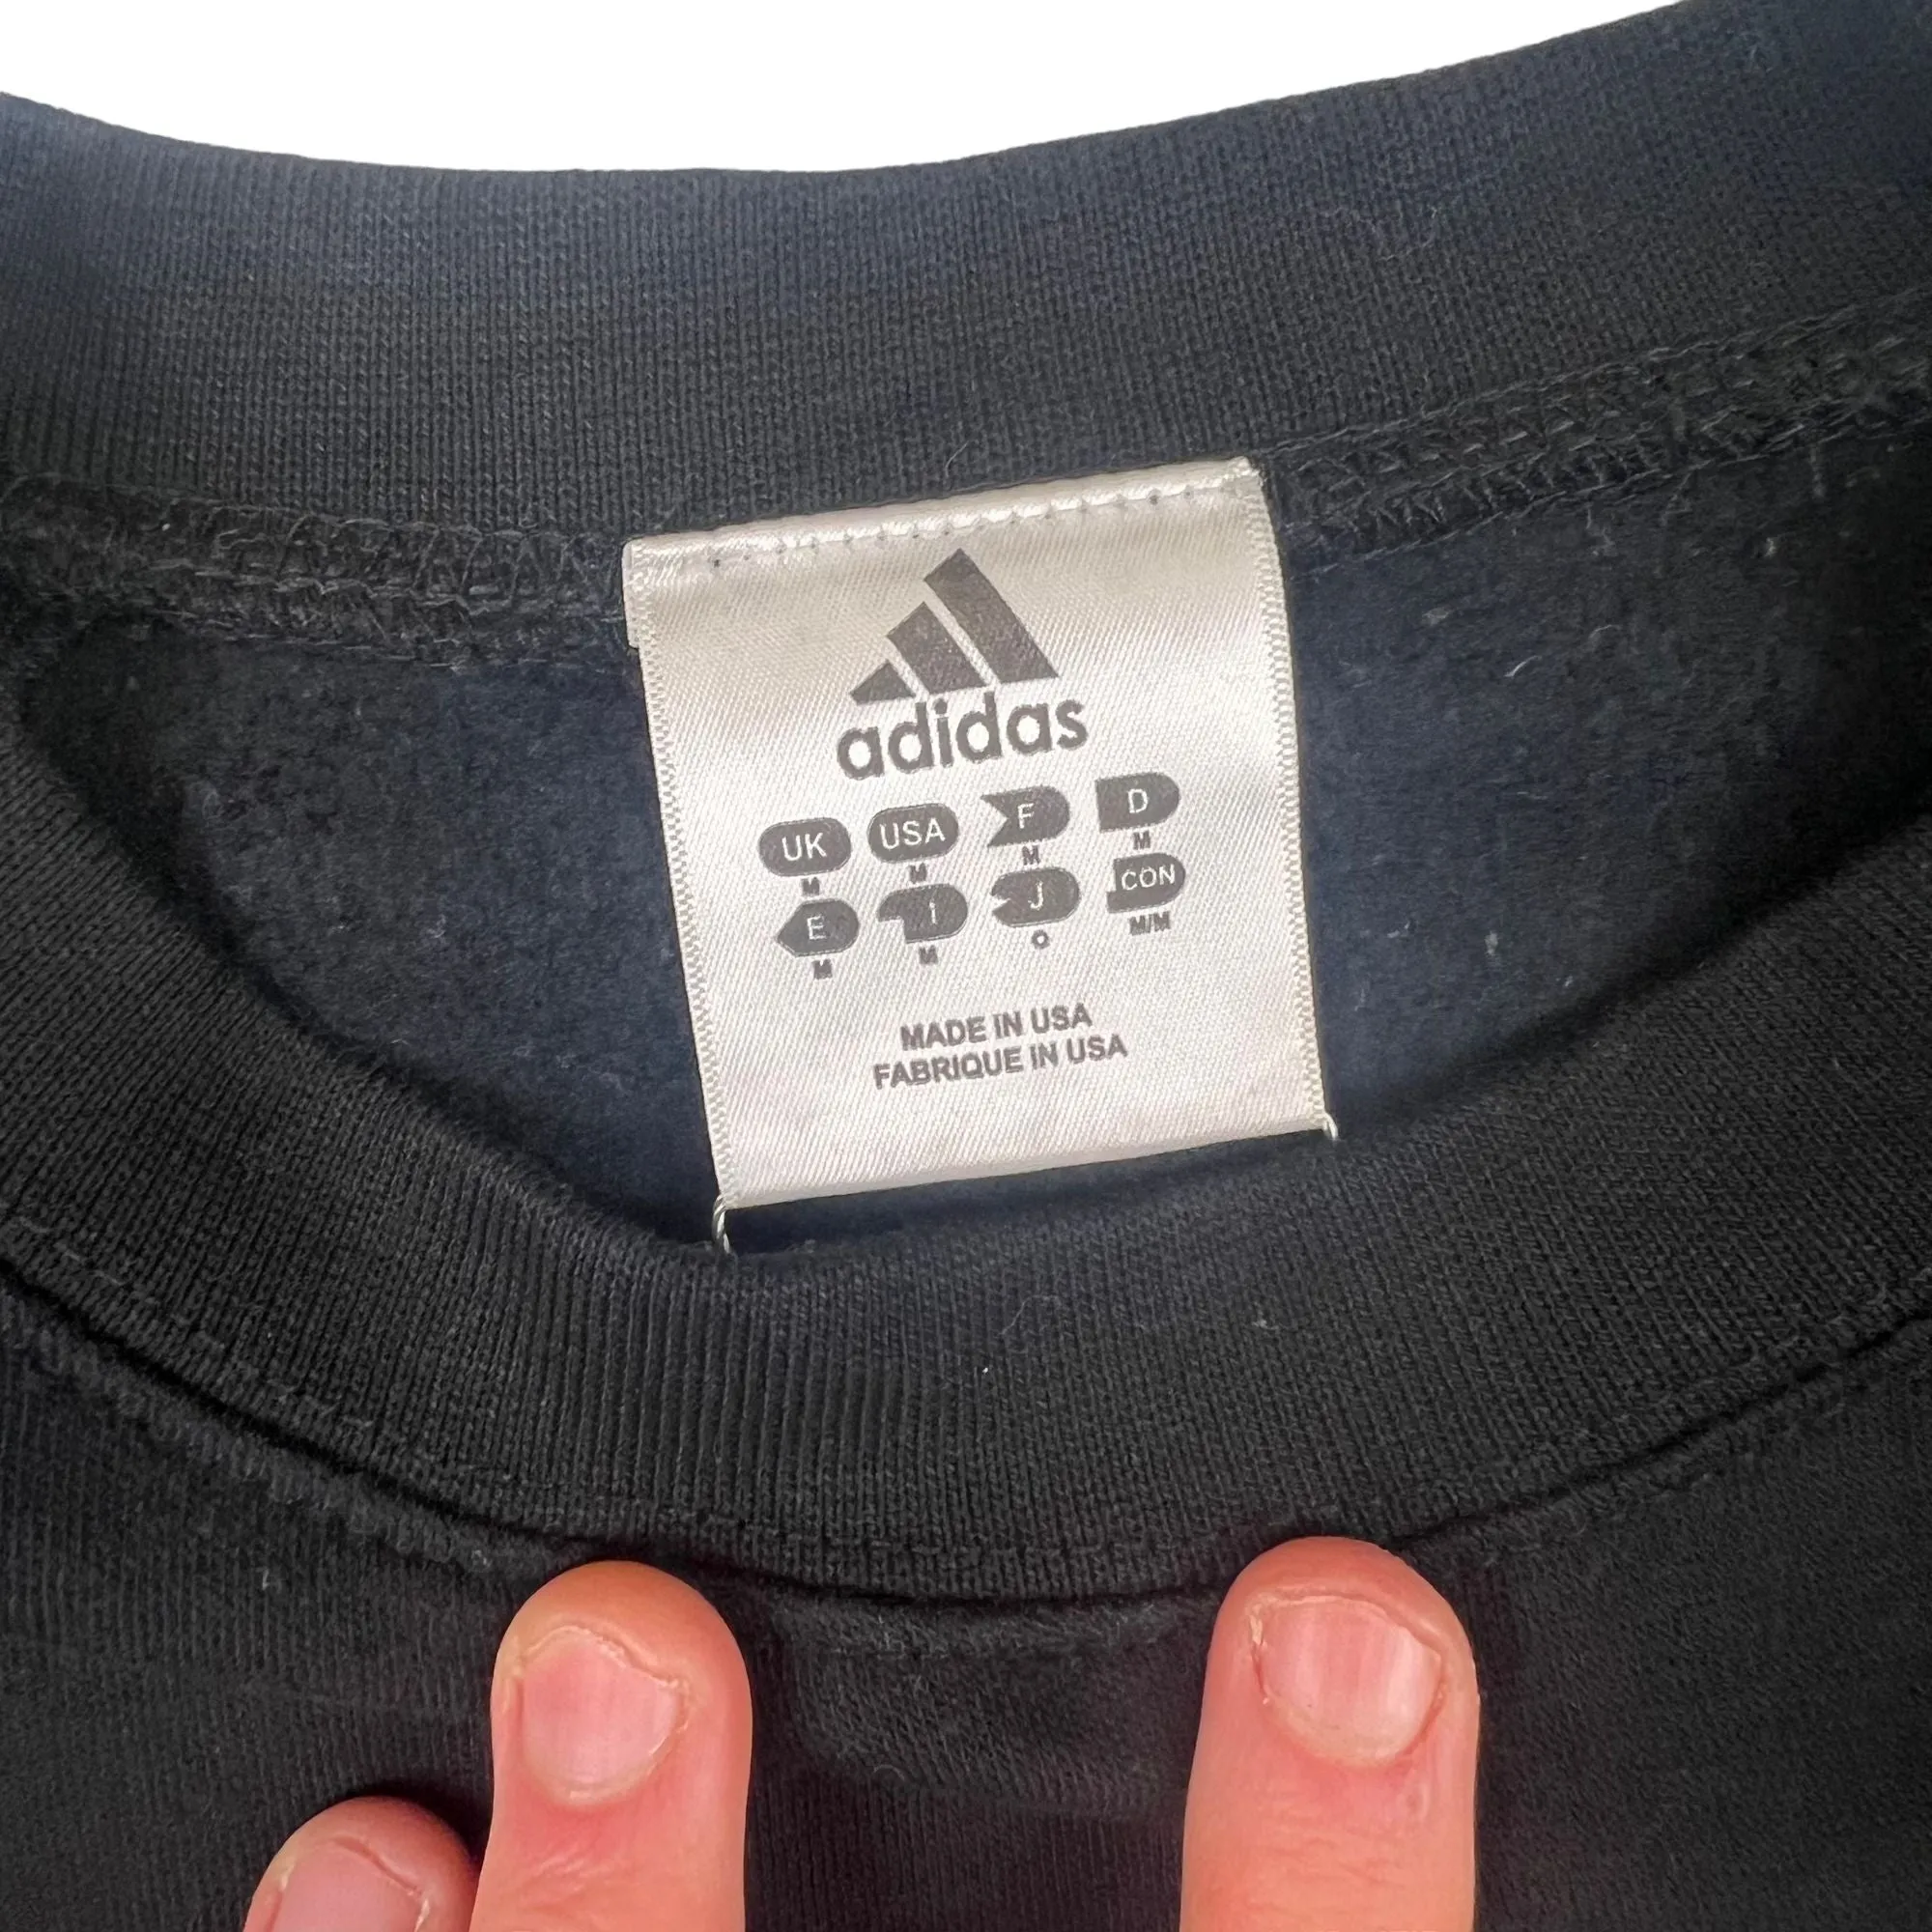 adidas
UK USA F D
M M M M
E I J CON
M M O M/M
MADE IN USA
FABRIQUE IN USA